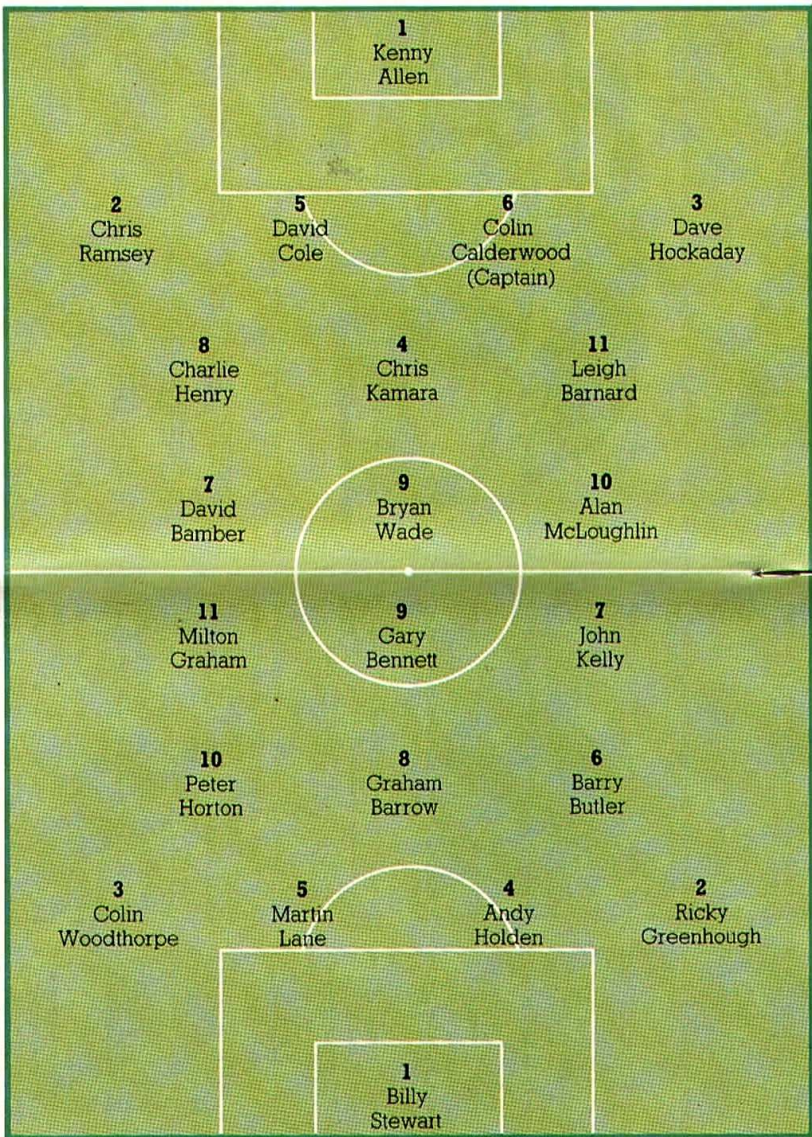 1
Kenny
Allen
2
Chris
Ramsey
5
David
Cole
6
Colin
Calderwood
(Captain)
3
Dave
Hockaday
8
Charlie
Henry
4
Chris
Kamara
11
Leigh
Barnard
7
David
Bamber
9
Bryan
Wade
10
Alan
McLoughlin
11
Milton
Graham
9
Gary
Bennett
7
John
Kelly
10
Peter
Horton
8
Graham
Barrow
6
Barry
Butler
3
Colin
Woodthorpe
5
Martin
Lane
4
Andy
Holden
2
Ricky
Greenhough
1
Billy
Stewart